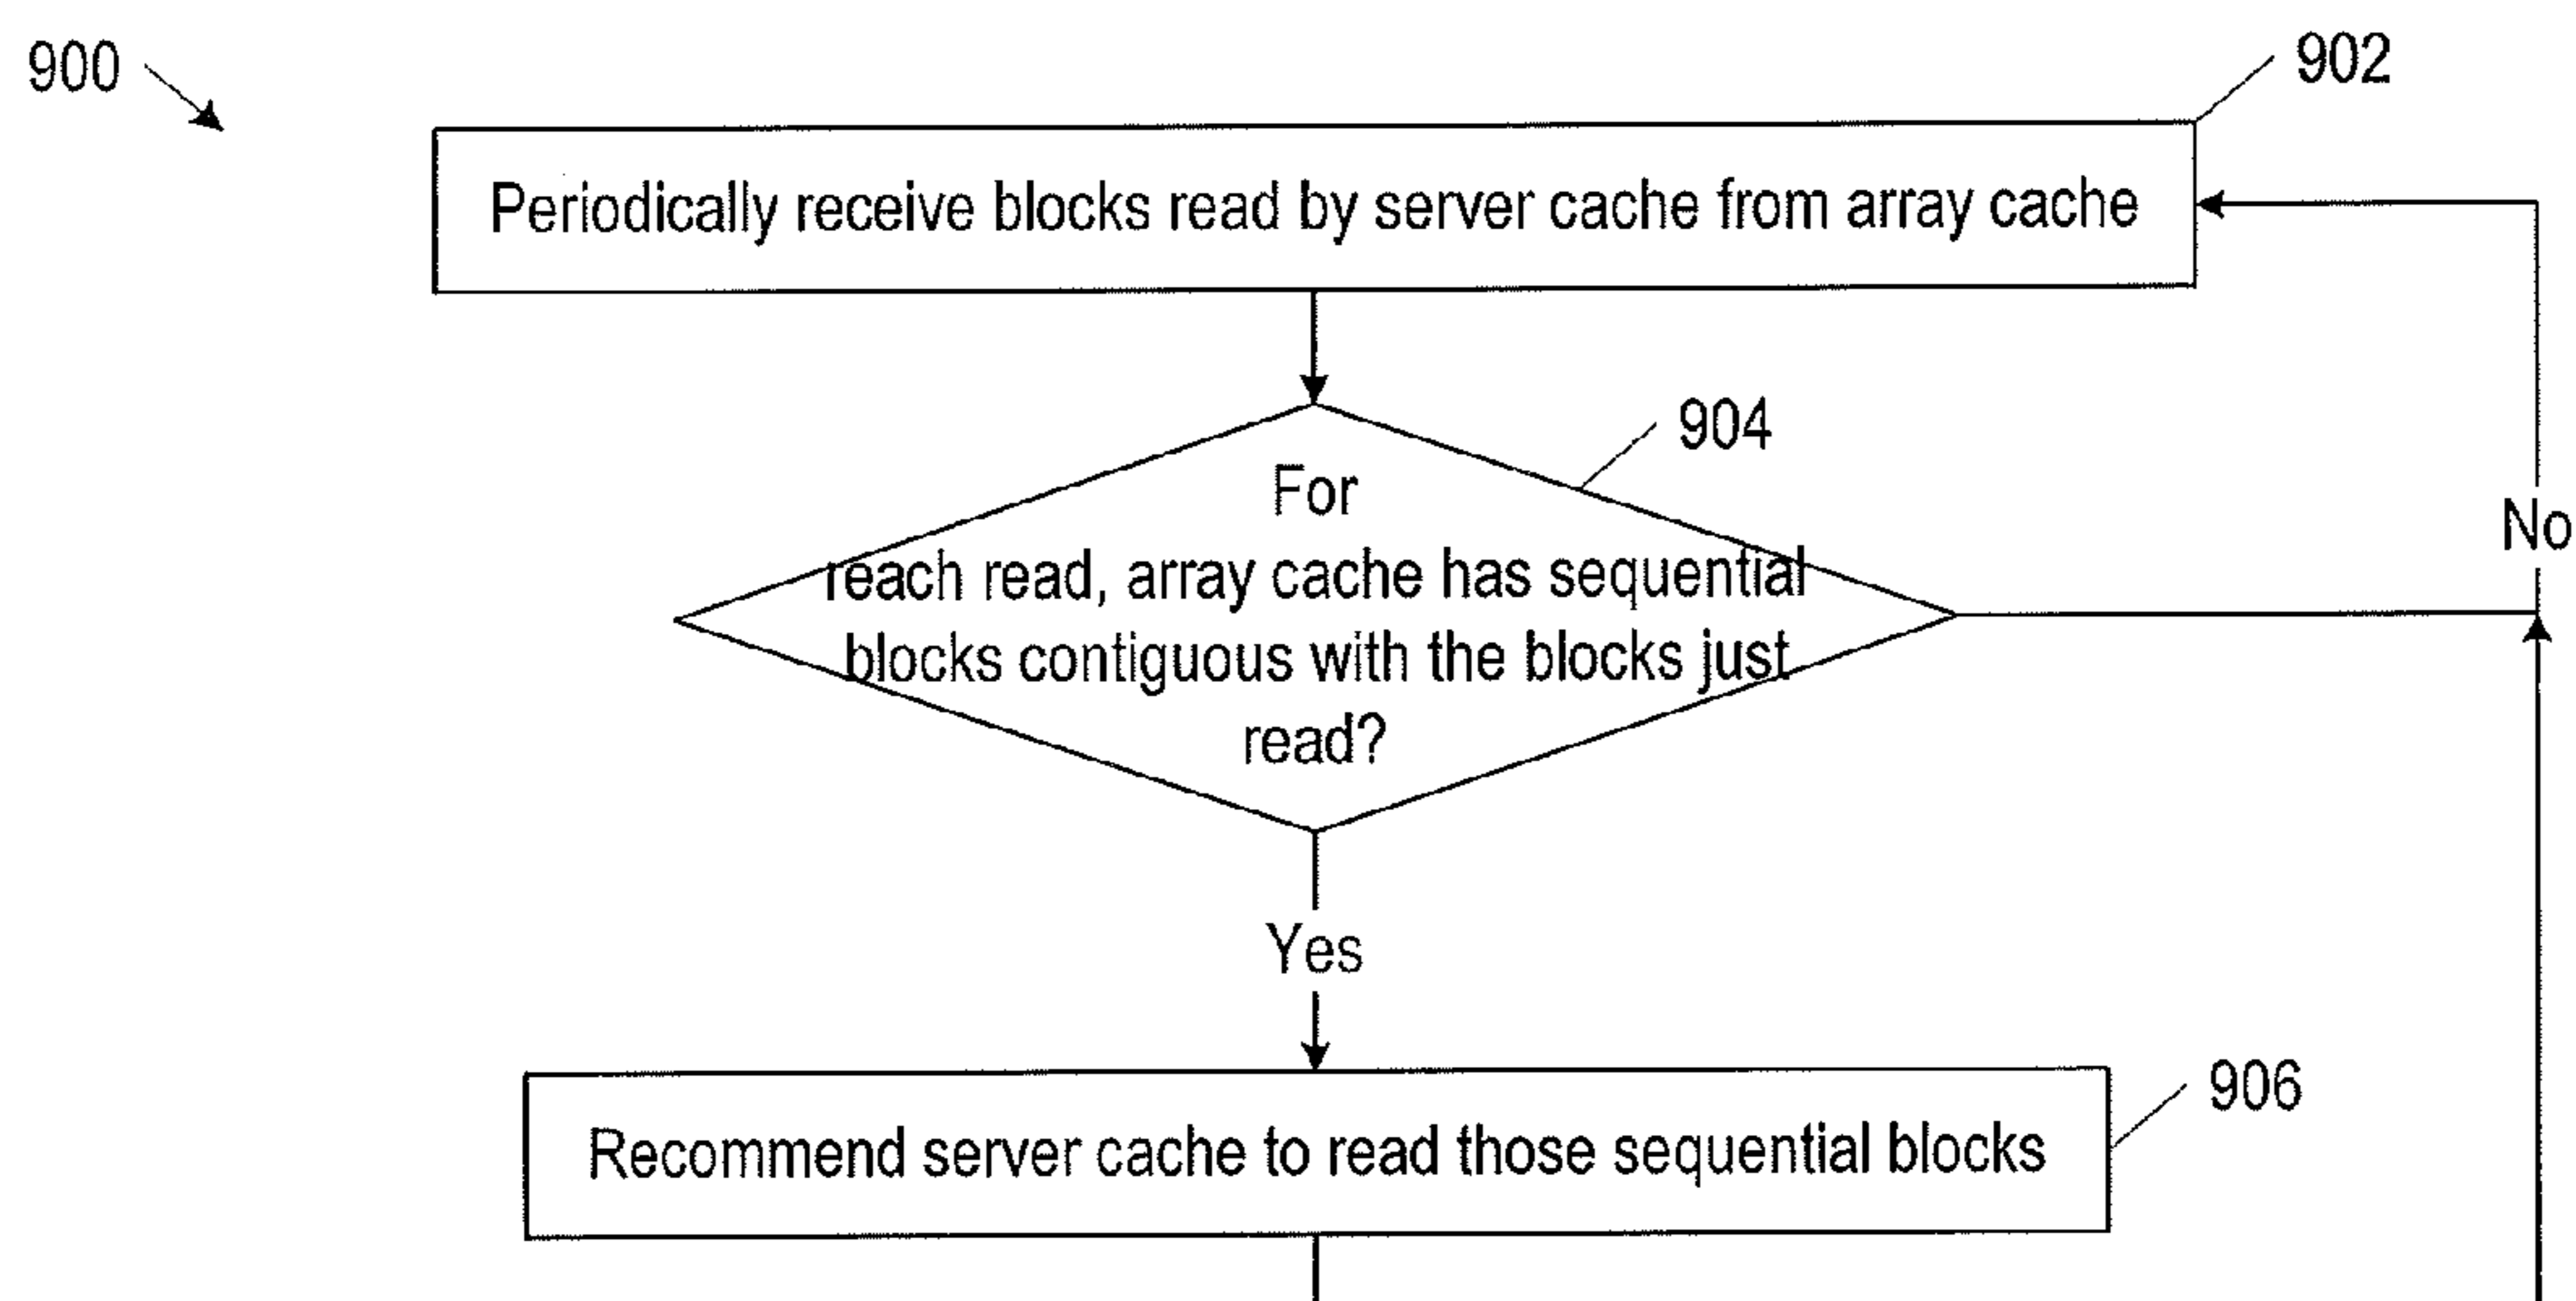 900
902
Periodically receive blocks read by server cache from array cache
904
For
reach read, array cache has sequential
blocks contiguous with the blocks just
read?
No
Yes
906
Recommend server cache to read those sequential blocks